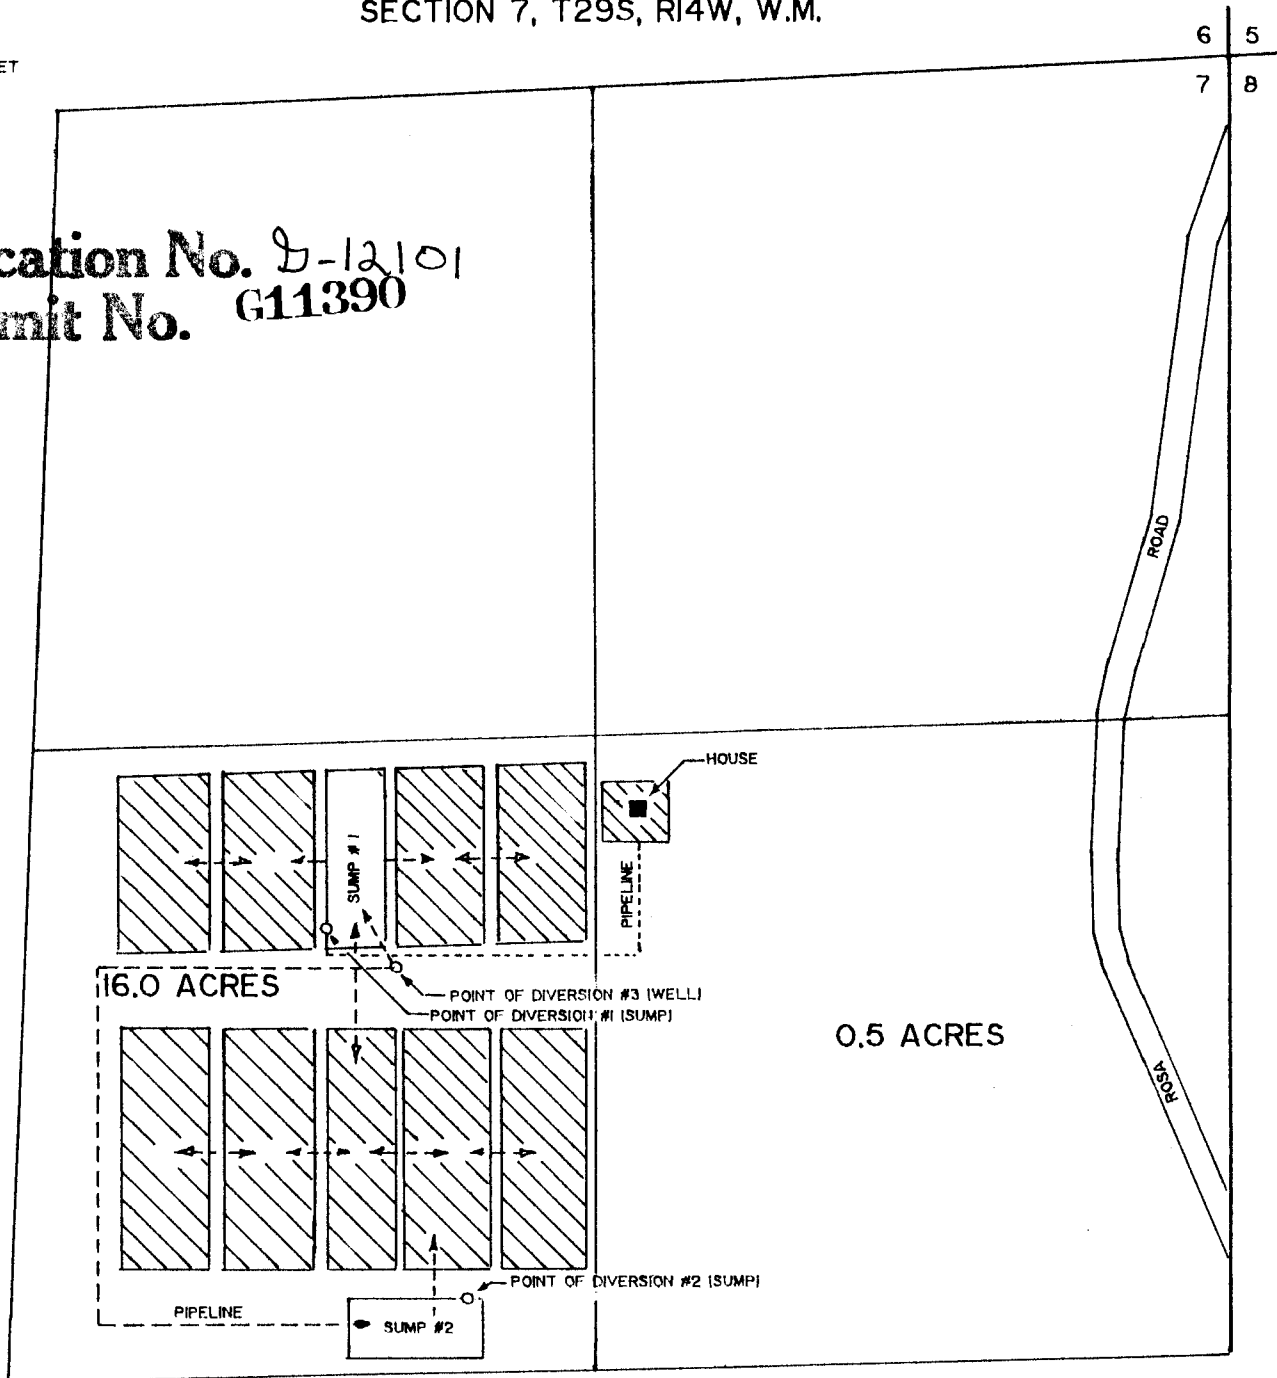 SECTION 7, T29S, R14W, W.M.
ET
6 5
7 8
cation No. G-12101
mit No. G11390
ROAD
HOUSE
SUMP #1
PIPELINE
16.0 ACRES
POINT OF DIVERSION #3 (WELL)
POINT OF DIVERSION #1 (SUMP)
0.5 ACRES
ROSA
POINT OF DIVERSION #2 (SUMP)
PIPELINE
SUMP #2